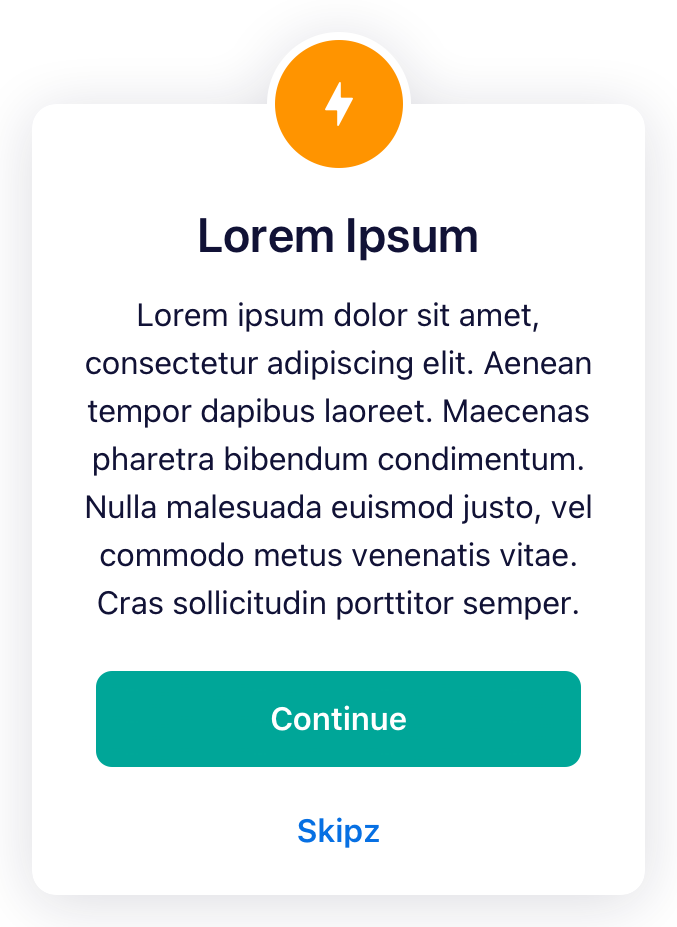 Lorem Ipsum
Lorem ipsum dolor sit amet,
consectetur adipiscing elit. Aenean
tempor dapibus laoreet. Maecenas
pharetra bibendum condimentum.
Nulla malesuada euismod justo, vel
commodo metus venenatis vitae.
Cras sollicitudin porttitor semper.
Continue
Skipz